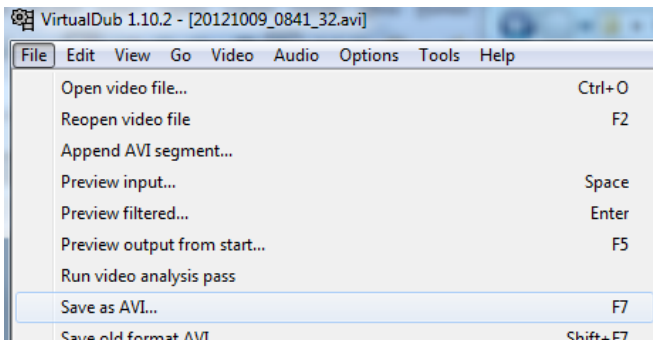 VirtualDub 1.10.2 - [20121009_0841_32.avi]
File Edit View Go Video Audio Options Tools Help
Open video file... Ctrl+O
Reopen video file F2
Append AVI segment...
Preview input... Space
Preview filtered... Enter
Preview output from start... F5
Run video analysis pass
Save as AVI... F7
Save old format AVI Shift+F7